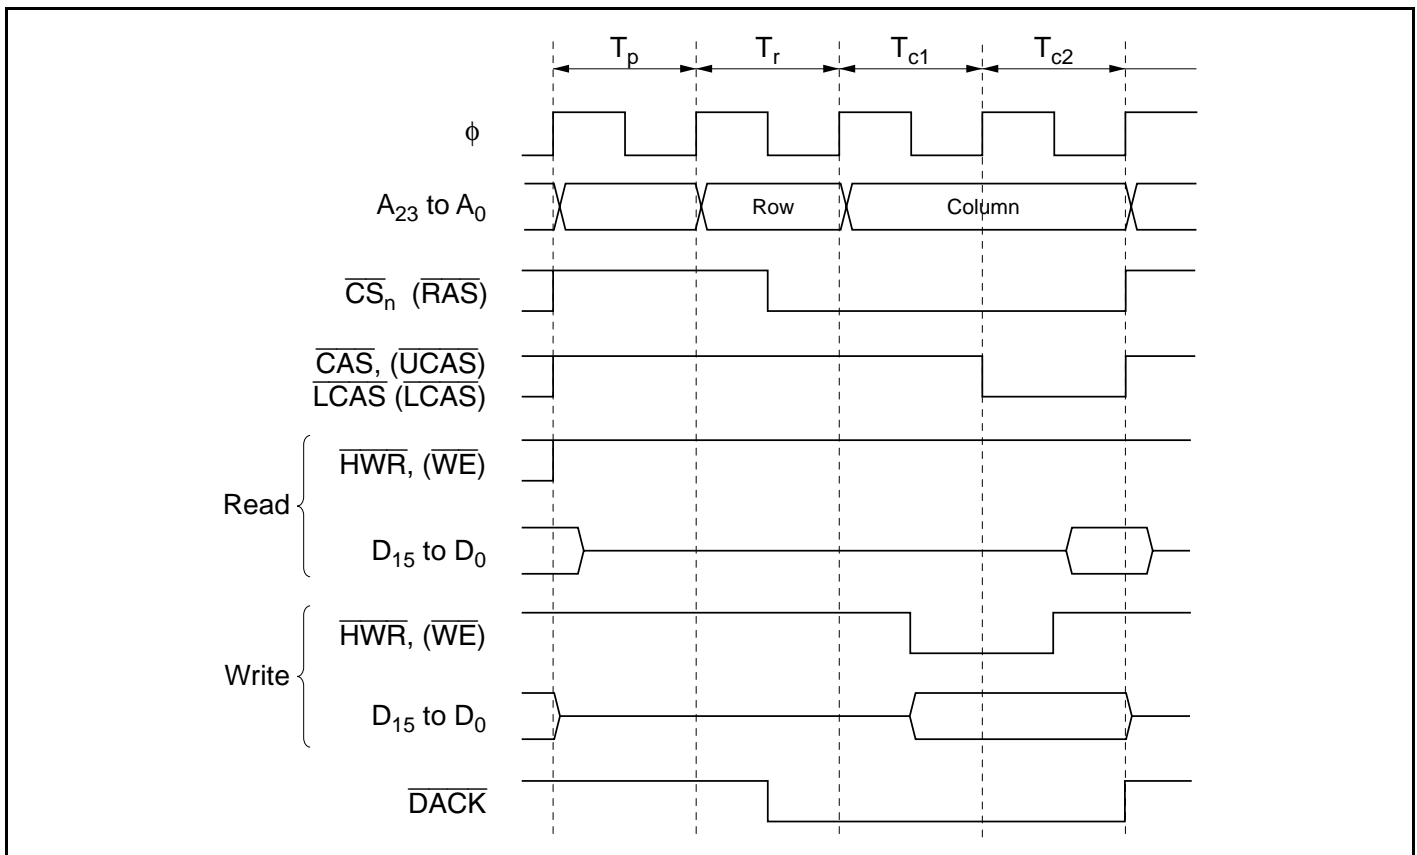 Tp Tr Tc1 Tc2
φ
A23 to A0 Row Column
CSn (RAS)
CAS, (UCAS)
LCAS (LCAS)
Read
HWR, (WE)
D15 to D0
Write
HWR, (WE)
D15 to D0
DACK